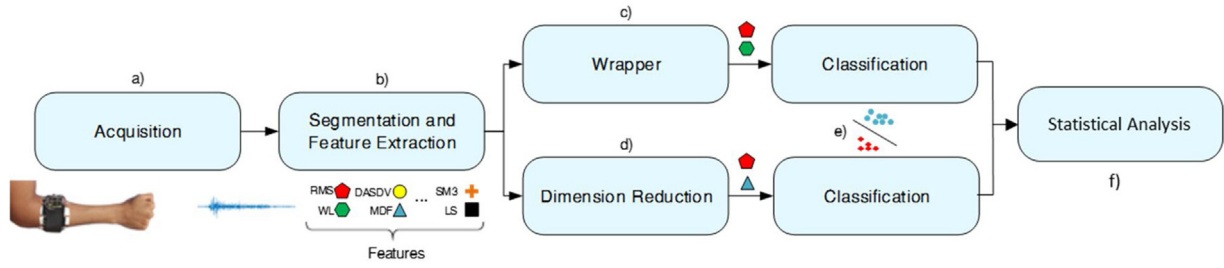 a)
Acquisition
b)
Segmentation and
Feature Extraction
RMS DASDV ... SM3
WL MDF LS
Features
c)
Wrapper
Classification
d)
Dimension Reduction
e)
Classification
Statistical Analysis
f)